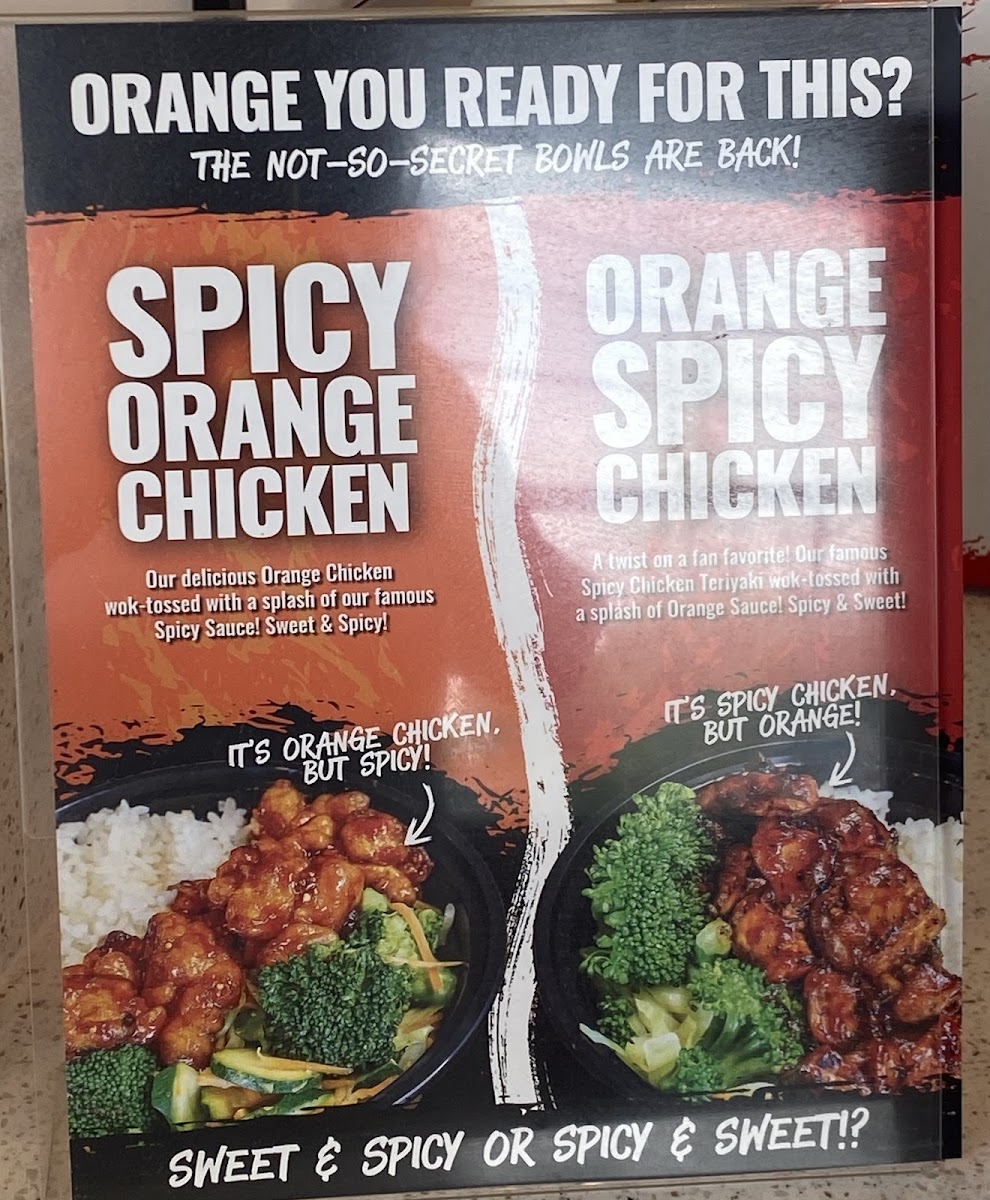 ORANGE YOU READY FOR THIS?
THE NOT-SO-SECRET BOWLS ARE BACK!
SPICY
ORANGE
CHICKEN
Our delicious Orange Chicken
wok-tossed with a splash of our famous
Spicy Sauce! Sweet & Spicy!
IT'S ORANGE CHICKEN,
BUT SPICY!
ORANGE
SPICY
CHICKEN
A twist on a fan favorite! Our famous
Spicy Chicken Teriyaki wok-tossed with
a splash of Orange Sauce! Spicy & Sweet!
IT'S SPICY CHICKEN,
BUT ORANGE!
SWEET & SPICY OR SPICY & SWEET!?